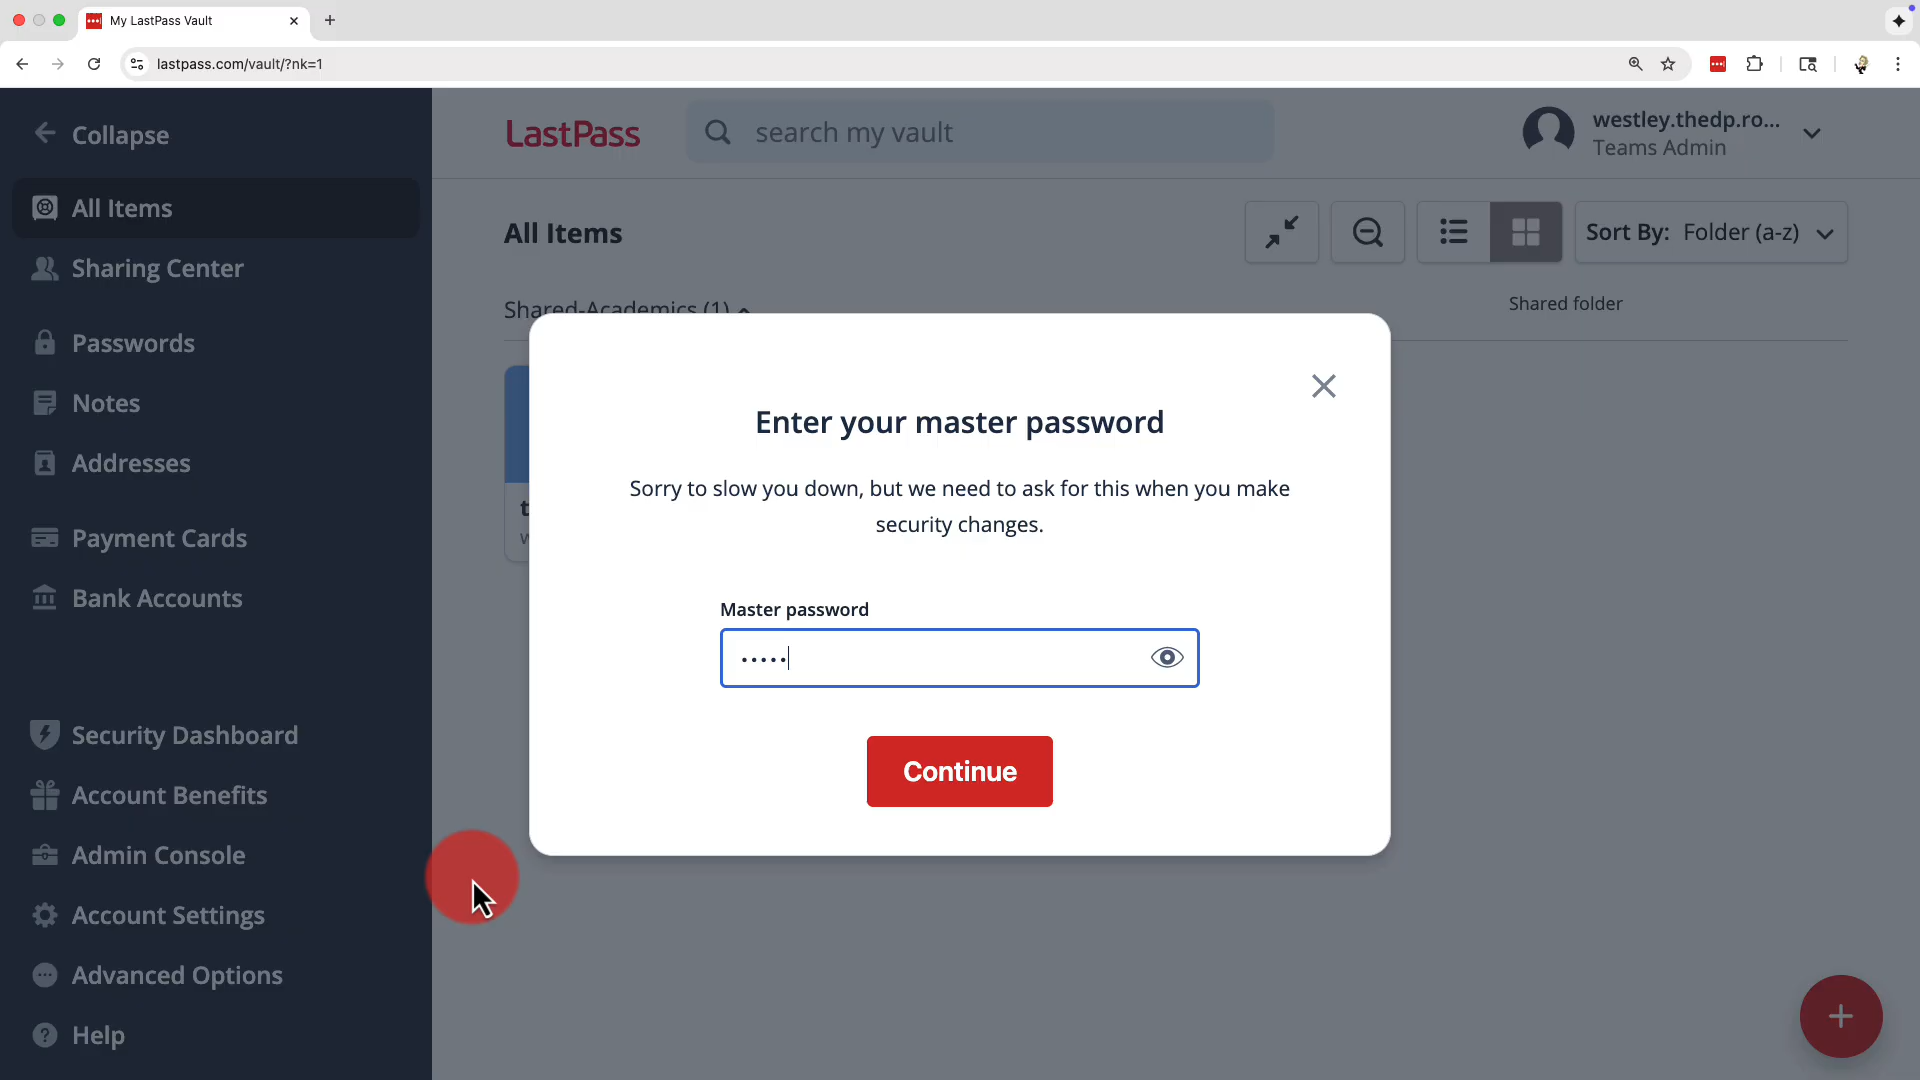 My LastPass Vault
lastpass.com/vault/?nk=1
Collapse
All Items
Sharing Center
Passwords
Notes
Addresses
Payment Cards
Bank Accounts
Security Dashboard
Account Benefits
Admin Console
Account Settings
Advanced Options
Help
LastPass
search my vault
westley.thedp.ro...
Teams Admin
All Items
Sort By: Folder (a-z)
Shared-Academics (1)
Shared folder
Enter your master password
Sorry to slow you down, but we need to ask for this when you make
security changes.
Master password
•••••
Continue